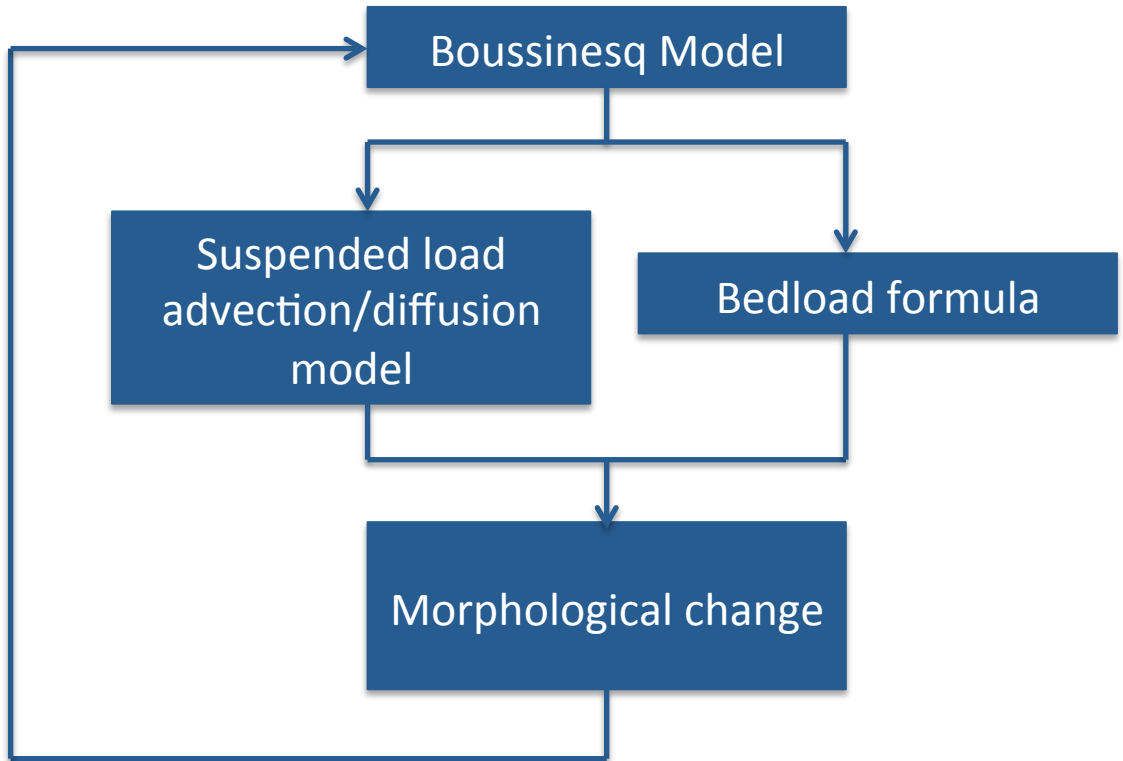 Boussinesq Model
Suspended load
advection/diffusion
model
Bedload formula
Morphological change